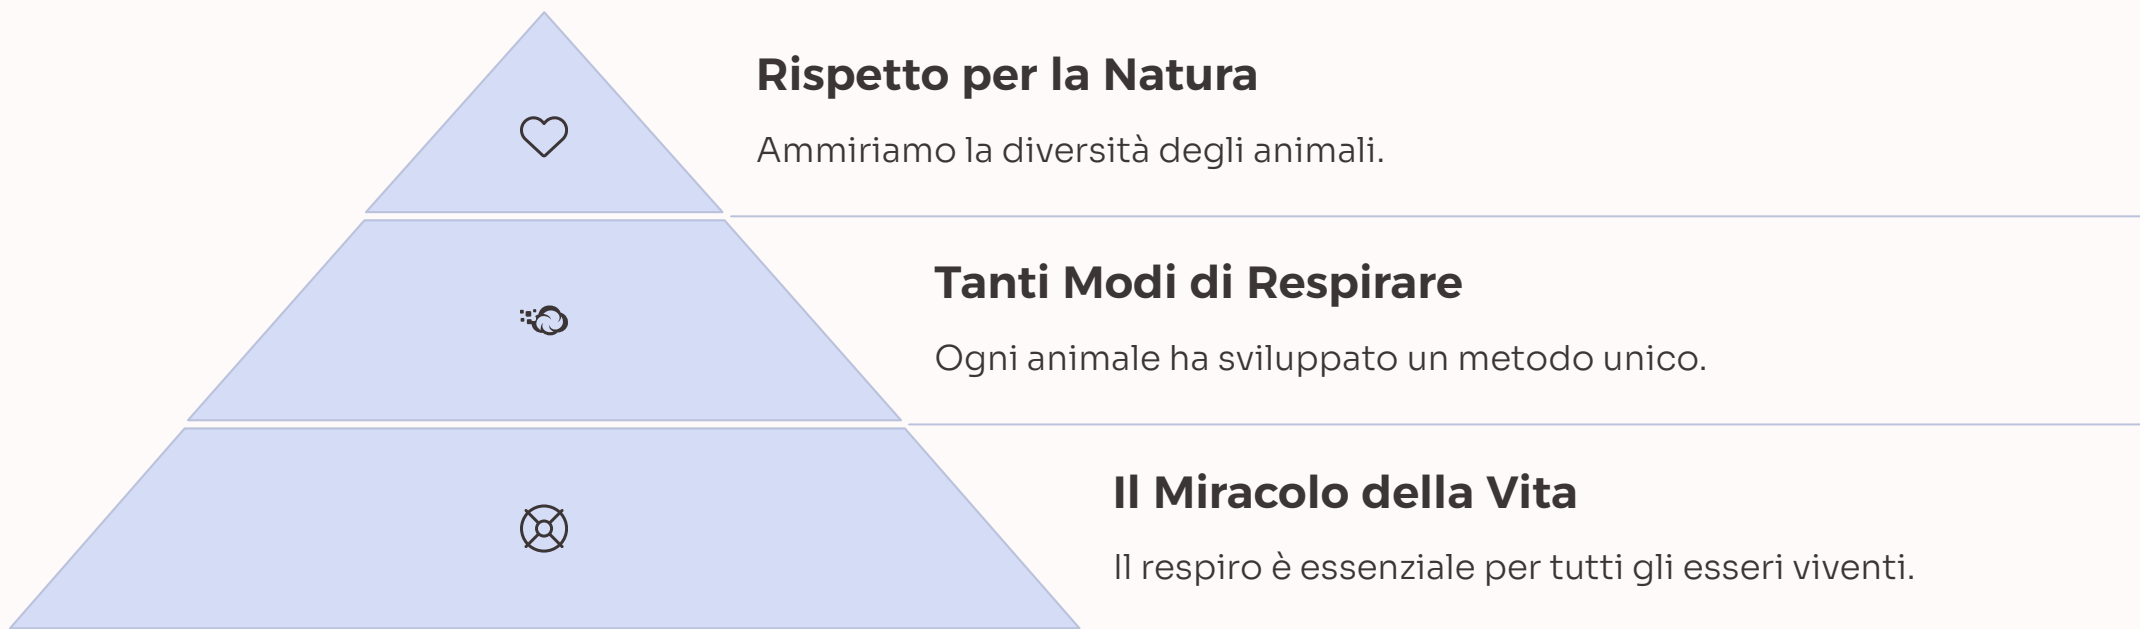 Rispetto per la Natura
Ammiriamo la diversità degli animali.
Tanti Modi di Respirare
Ogni animale ha sviluppato un metodo unico.
Il Miracolo della Vita
Il respiro è essenziale per tutti gli esseri viventi.